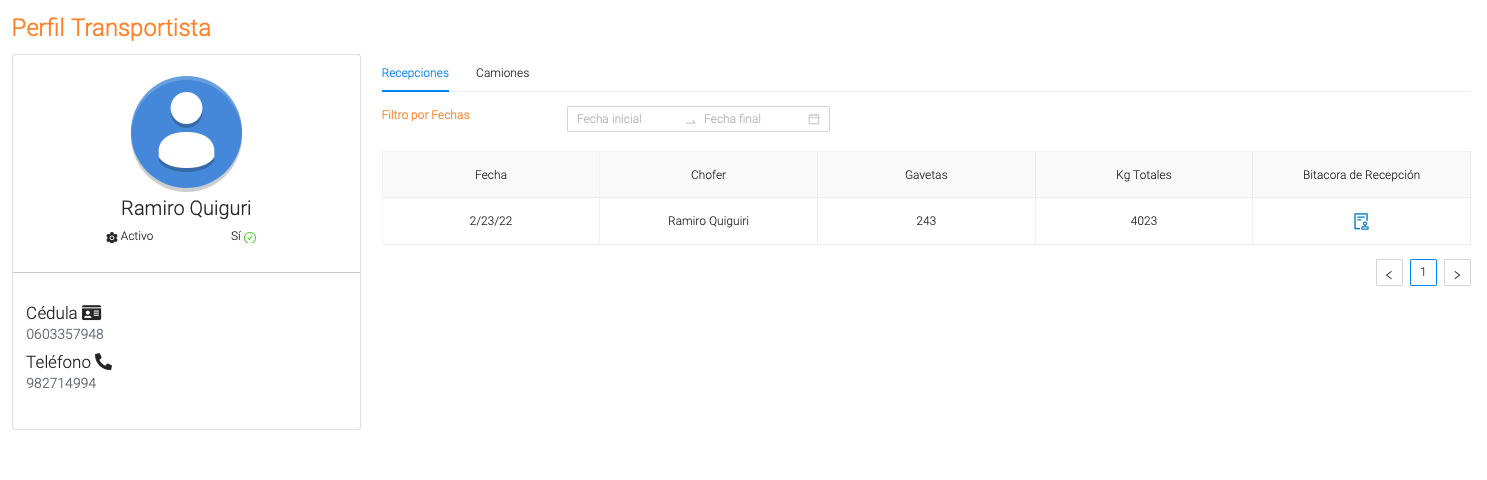 Perfil Transportista
Ramiro Quiguri
Activo Sí
Cédula
0603357948
Teléfono
982714994
Recepciones Camiones
Filtro por Fechas Fecha inicial Fecha final
Fecha Chofer Gavetas Kg Totales Bitacora de Recepción
2/23/22 Ramiro Quiguiri 243 4023
< 1 >